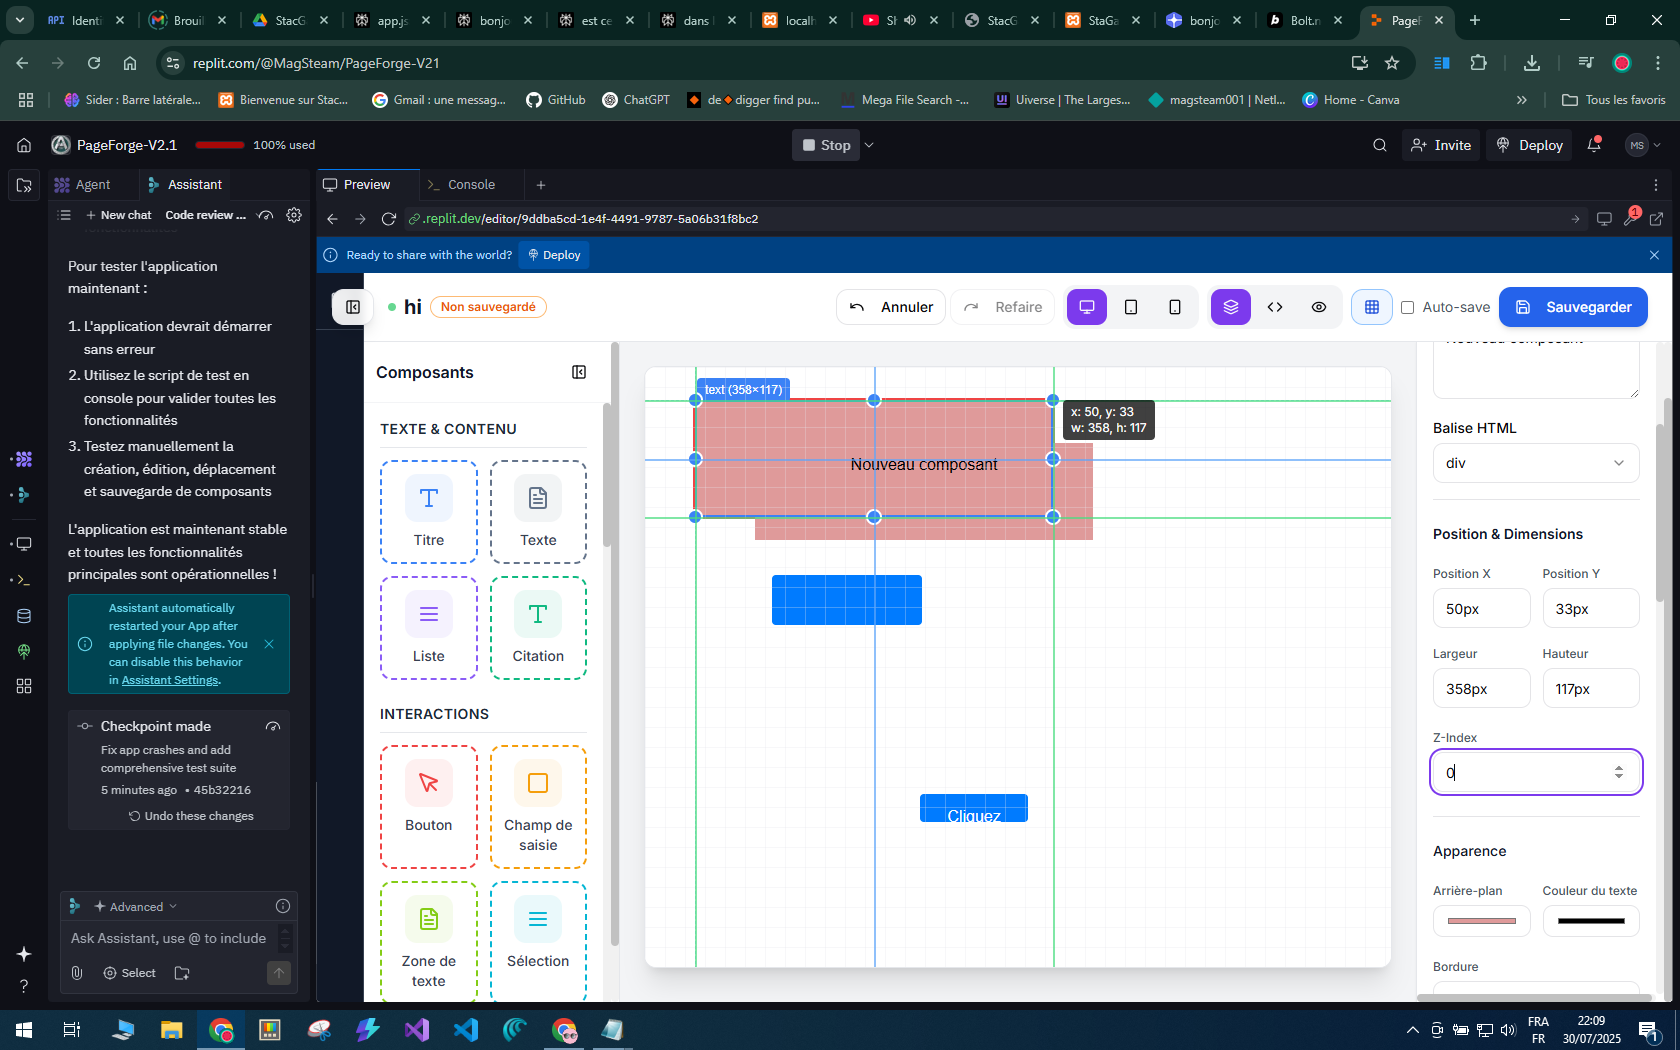 Identi
Brouil
StacG
app.js
bonjo
est ce
dans l
localh
Sh
StacG
StaGa
bonjo
Bolt.n
PageF
replit.com/@MagSteam/PageForge-V21
Sider : Barre latérale...
Bienvenue sur Stac...
Gmail : une messag...
GitHub
ChatGPT
de◆digger find pu...
Mega File Search -...
Uiverse | The Larges...
magsteam001 | Netl...
Home - Canva
Tous les favoris
PageForge-V2.1
100% used
Stop
Invite
Deploy
MS
Agent
Assistant
Preview
Console
New chat
Code review ...
.replit.dev/editor/9ddba5cd-1e4f-4491-9787-5a06b31f8bc2
1
Ready to share with the world?
Deploy
Pour tester l'application
maintenant :
1. L'application devrait démarrer
sans erreur
2. Utilisez le script de test en
console pour valider toutes les
fonctionnalités
3. Testez manuellement la
création, édition, déplacement
et sauvegarde de composants
L'application est maintenant stable
et toutes les fonctionnalités
principales sont opérationnelles !
Assistant automatically
restarted your App after
applying file changes. You
can disable this behavior
in Assistant Settings.
Checkpoint made
Fix app crashes and add
comprehensive test suite
5 minutes ago • 45b32216
Undo these changes
Advanced
Ask Assistant, use @ to include
Select
hi
Non sauvegardé
Annuler
Refaire
Auto-save
Sauvegarder
Composants
TEXTE & CONTENU
Titre
Texte
Liste
Citation
INTERACTIONS
Bouton
Champ de
saisie
Zone de
texte
Sélection
text (358×117)
x: 50, y: 33
w: 358, h: 117
Nouveau composant
Cliquez
Nouveau composant
Balise HTML
div
Position & Dimensions
Position X
Position Y
50px
33px
Largeur
Hauteur
358px
117px
Z-Index
0
Apparence
Arrière-plan
Couleur du texte
Bordure
FRA
FR
22:09
30/07/2025
1